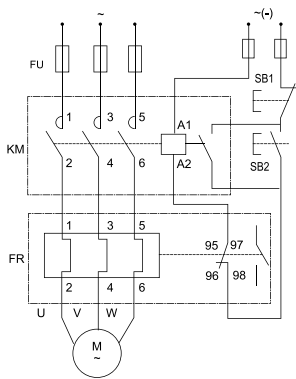 ~ ~(-)
FU
SB1
1 3 5 A1
KM
2 4 6 A2 SB2
1 3 5
95 97
FR
96 98
2 4 6
U V W
M
~